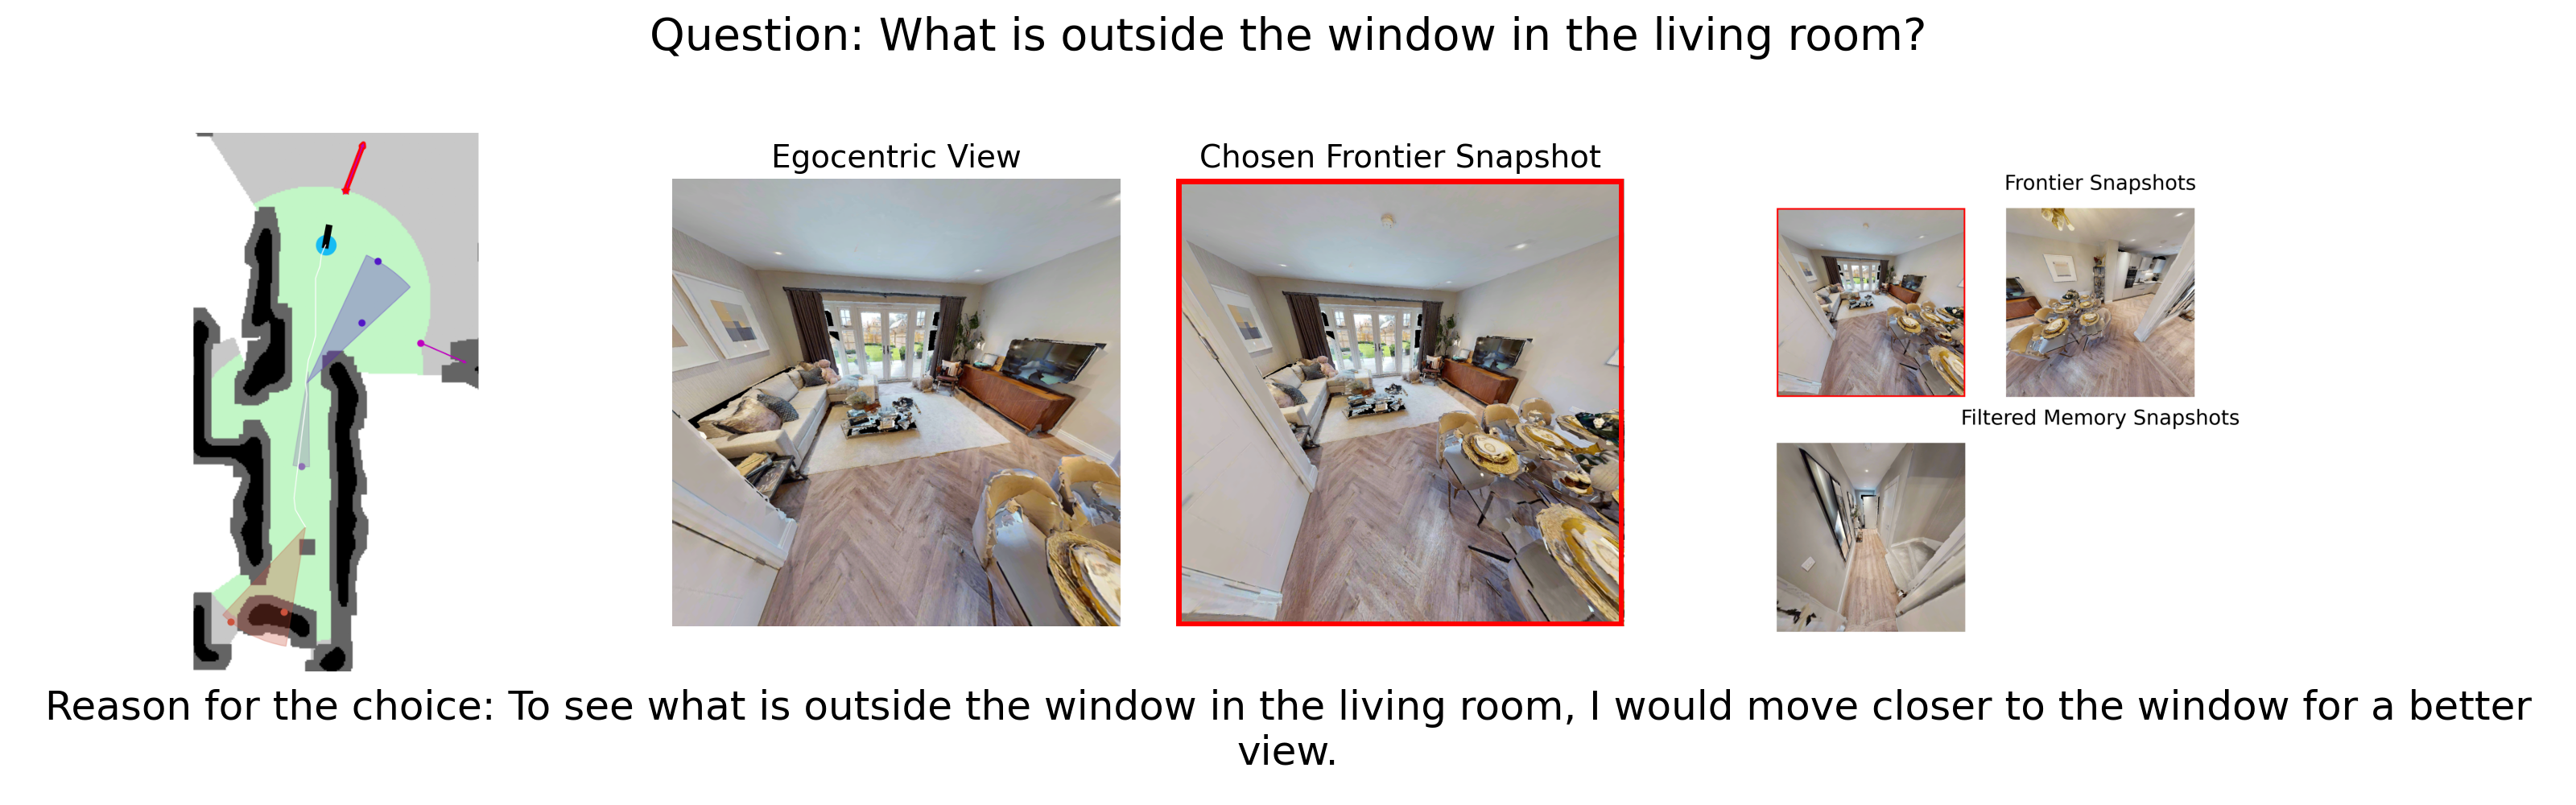 Question: What is outside the window in the living room?
Egocentric View
Chosen Frontier Snapshot
Frontier Snapshots
Filtered Memory Snapshots
Reason for the choice: To see what is outside the window in the living room, I would move closer to the window for a better
view.